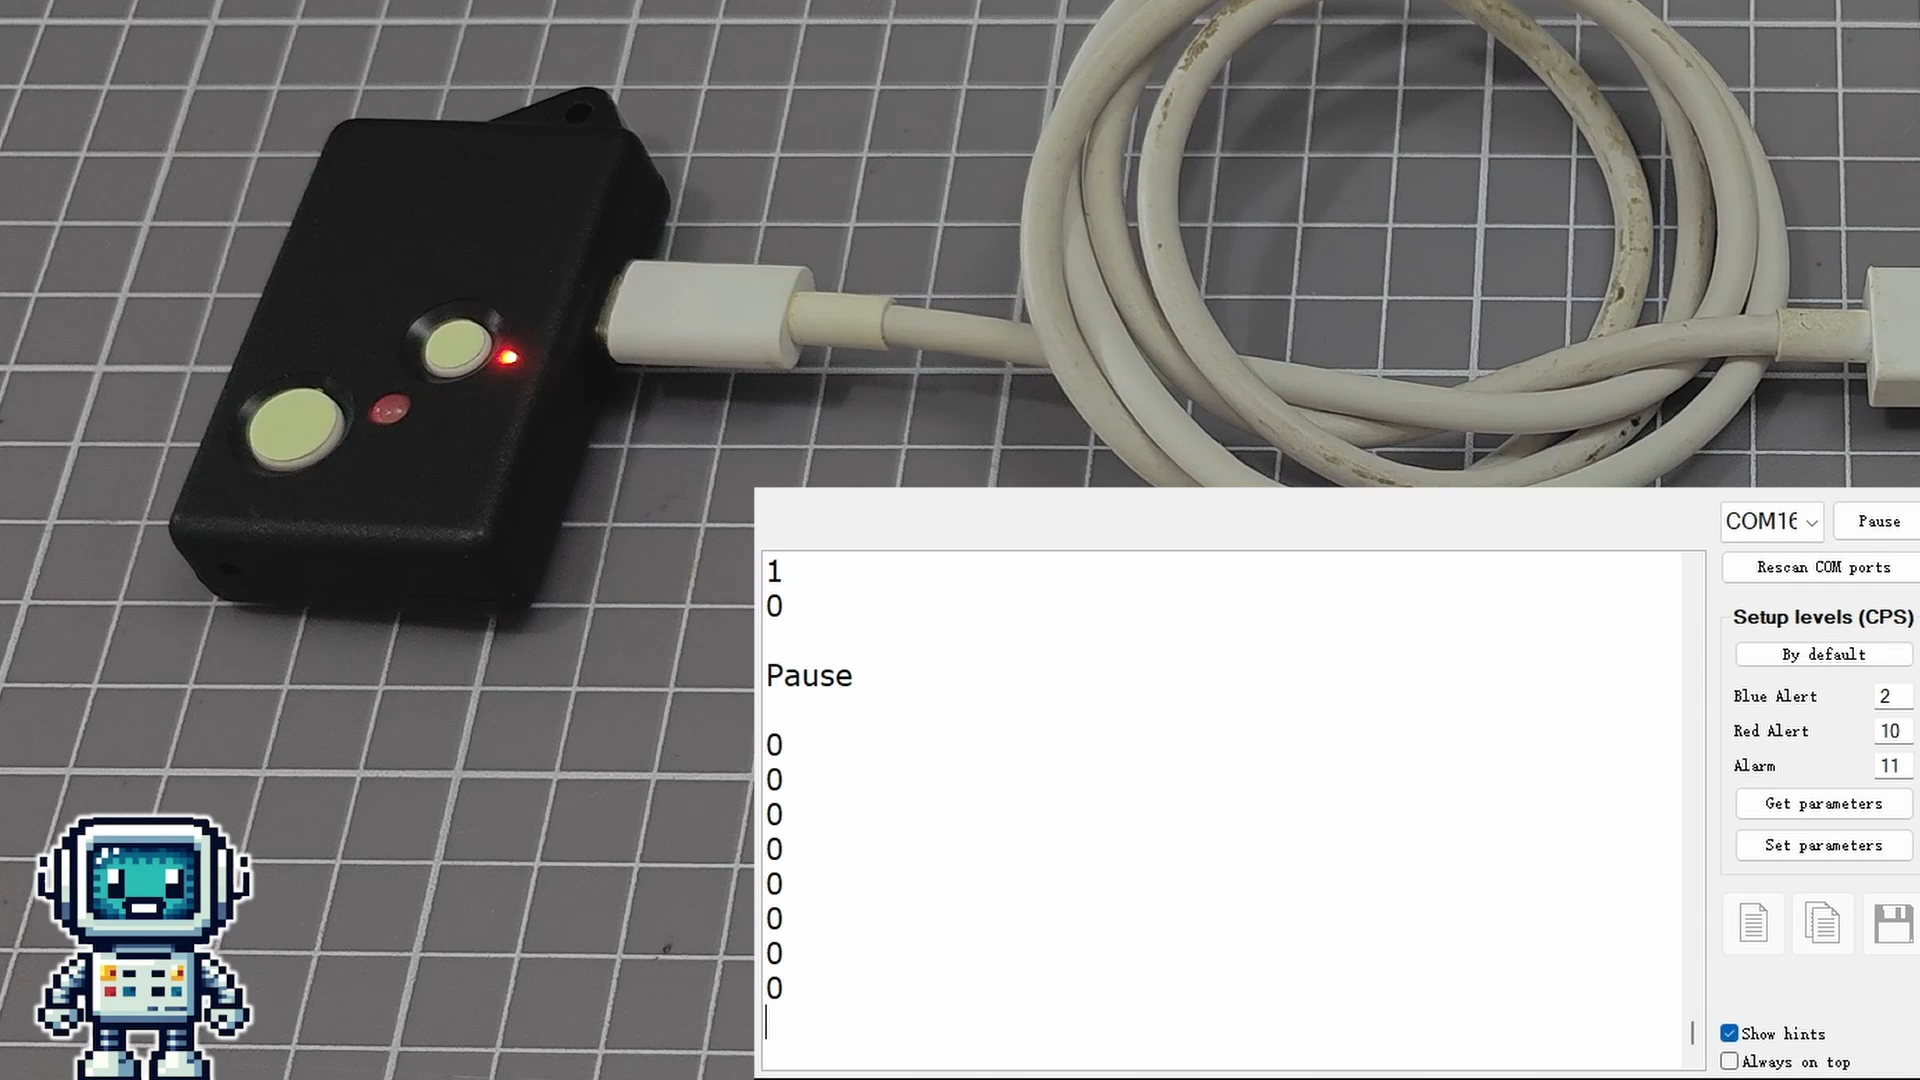 COM16
Pause
1
0
Rescan COM ports
Pause
Setup levels (CPS)
By default
Blue Alert 2
Red Alert 10
Alarm 11
Get parameters
Set parameters
0
0
0
0
0
0
0
0
Show hints
Always on top